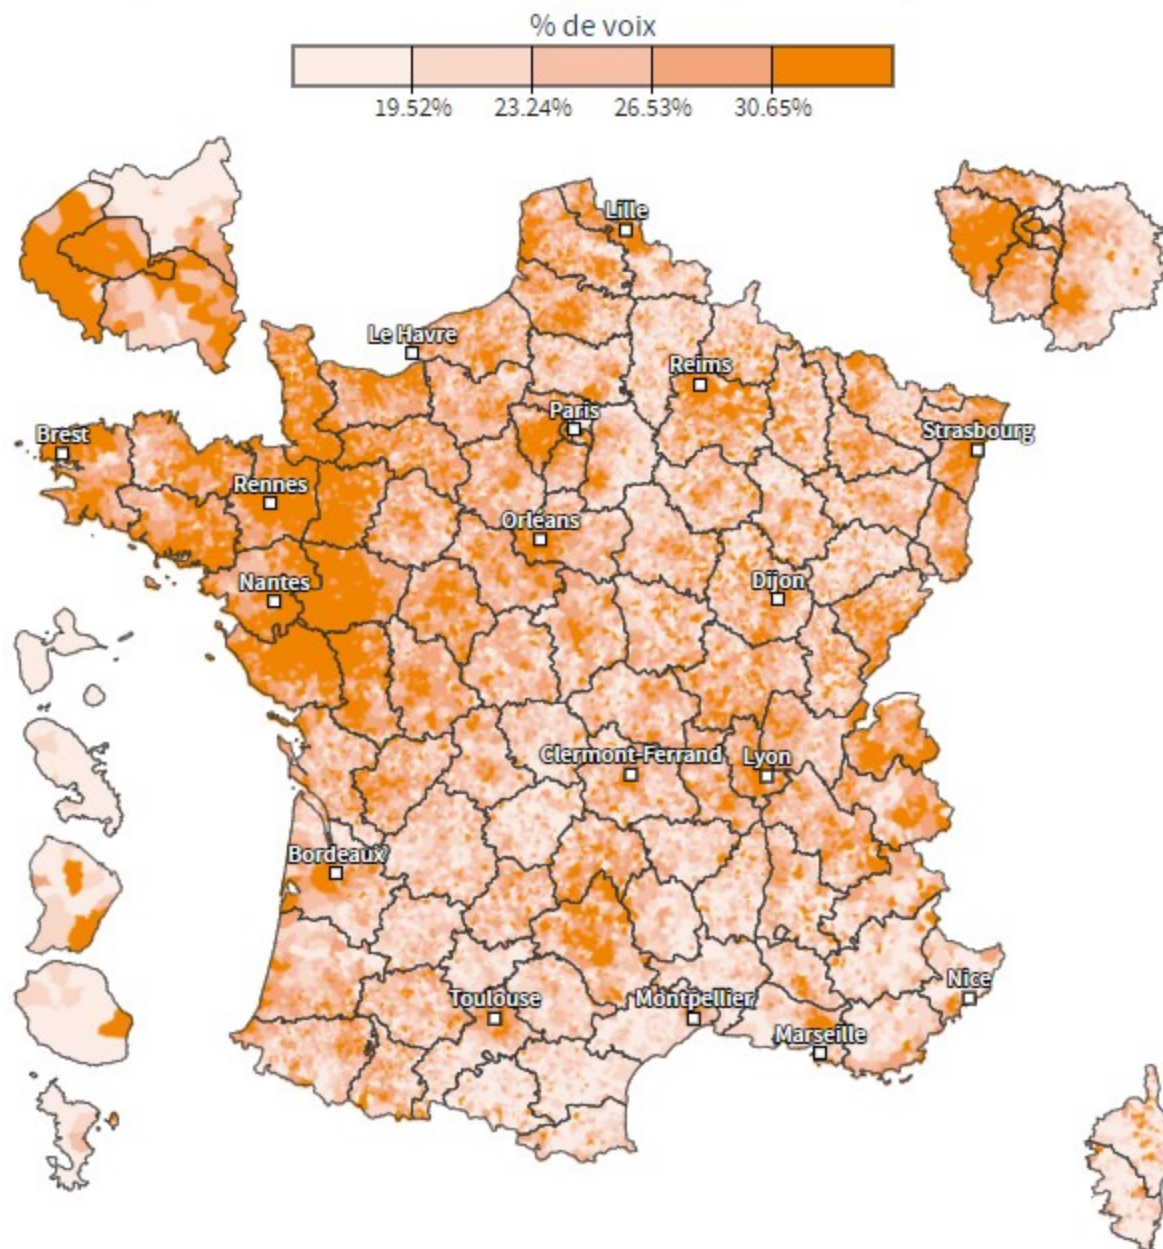 % de voix
19.52% 23.24% 26.53% 30.65%
Lille
Le Havre
Reims
Paris
Brest
Strasbourg
Rennes
Orléans
Nantes
Dijon
Clermont-Ferrand
Lyon
Bordeaux
Nice
Toulouse
Montpellier
Marseille